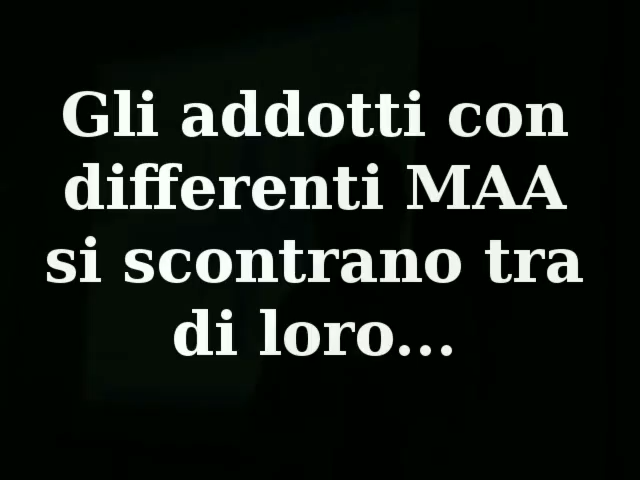 Gli addotti con
differenti MAA
si scontrano tra
di loro...